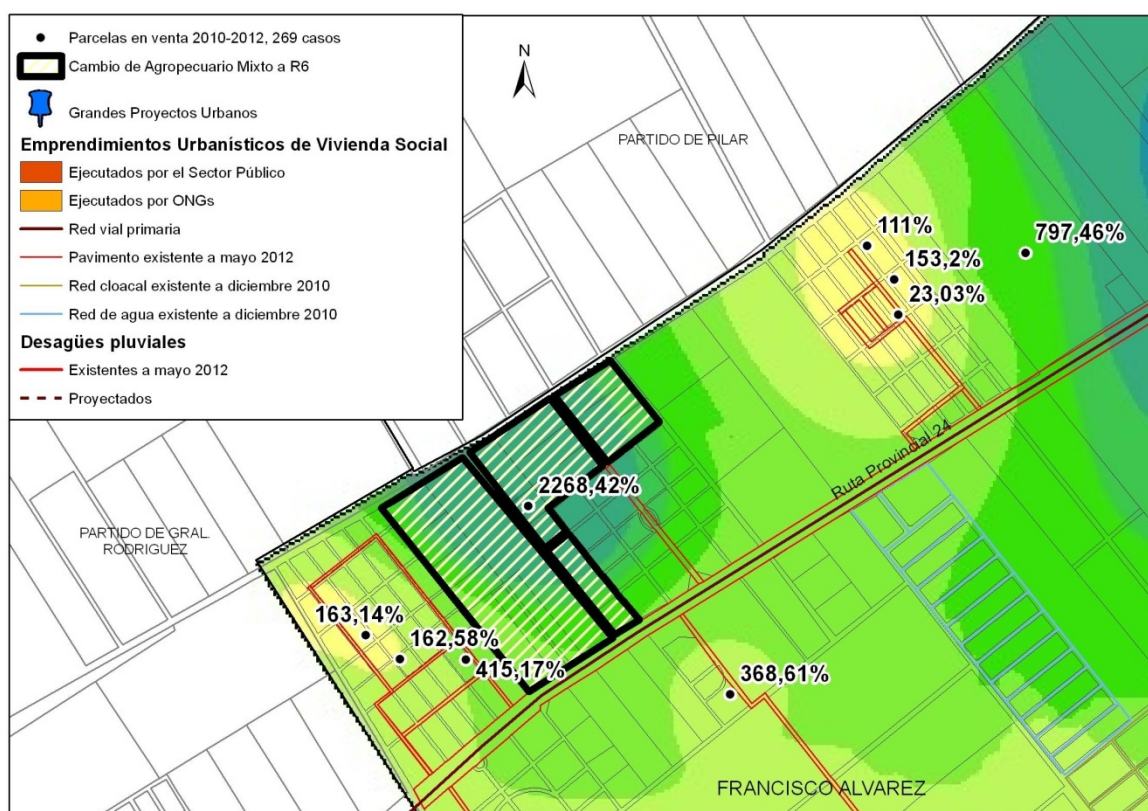 Parcelas en venta 2010-2012, 269 casos
Cambio de Agropecuario Mixto a R6
Grandes Proyectos Urbanos
Emprendimientos Urbanísticos de Vivienda Social
Ejecutados por el Sector Público
Ejecutados por ONGs
Red vial primaria
Pavimento existente a mayo 2012
Red cloacal existente a diciembre 2010
Red de agua existente a diciembre 2010
Desagües pluviales
Existentes a mayo 2012
Proyectados
N
PARTIDO DE PILAR
111%
153,2%
797,46%
23,03%
Ruta Provincial 24
2268,42%
PARTIDO DE GRAL.
RODRIGUEZ
163,14%
162,58%
415,17%
368,61%
FRANCISCO ALVAREZ